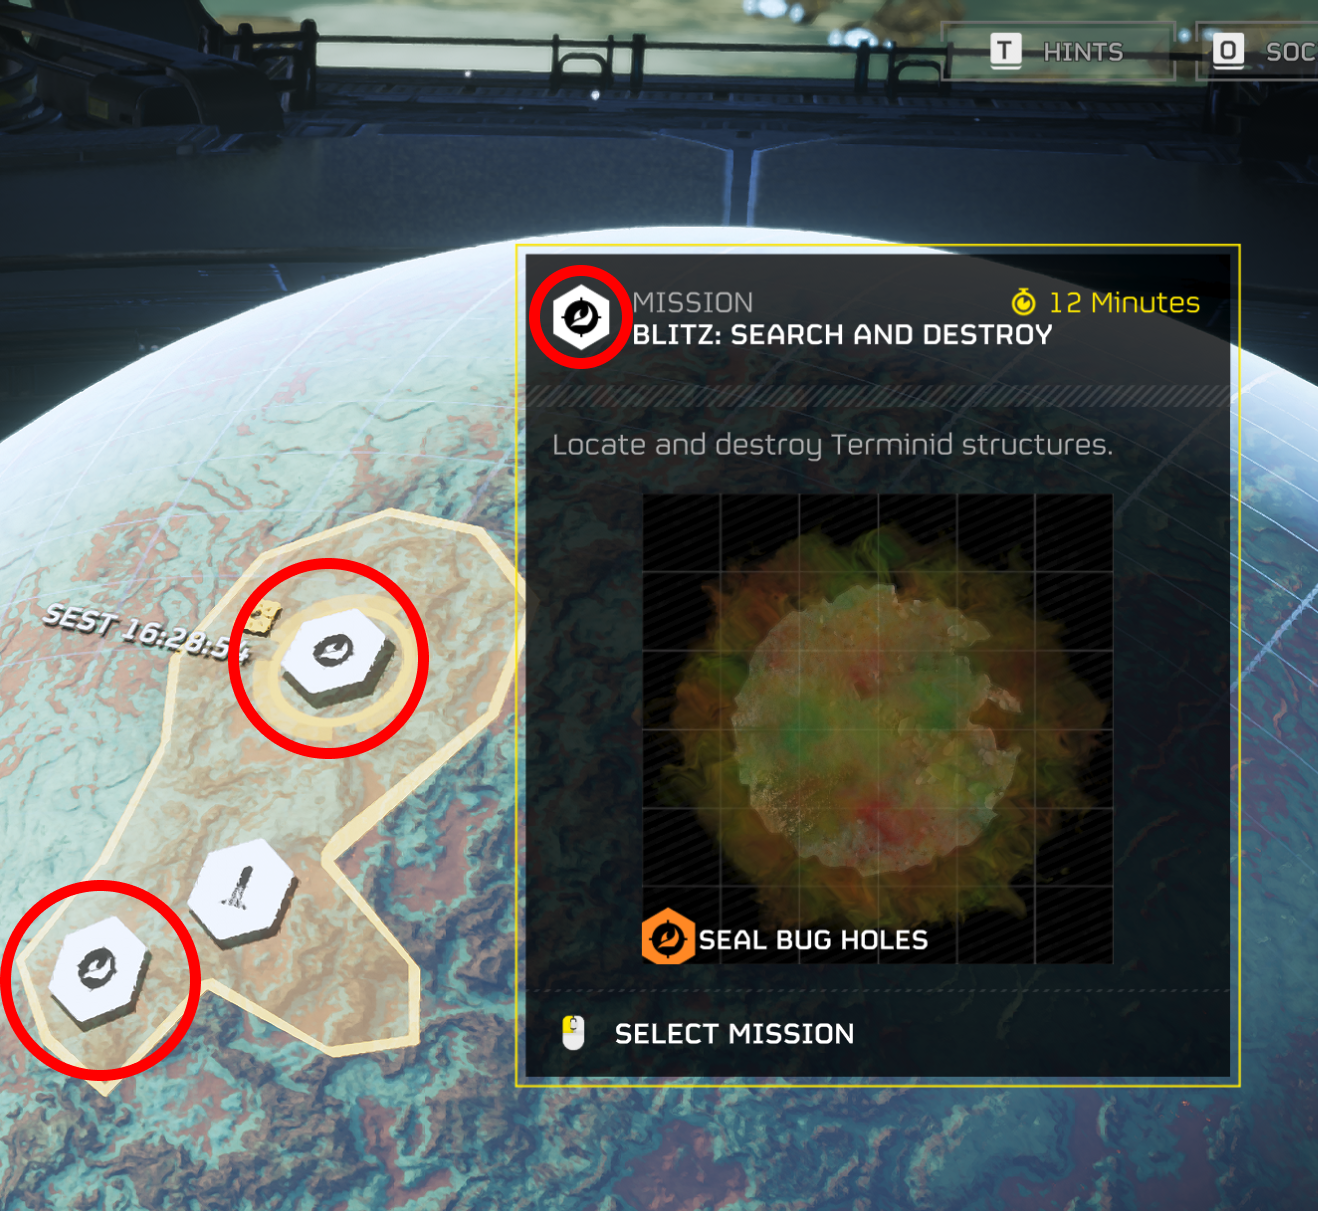 T HINTS
O SOC
MISSION
12 Minutes
BLITZ: SEARCH AND DESTROY
Locate and destroy Terminid structures.
SEST 16:28:54
SEAL BUG HOLES
SELECT MISSION